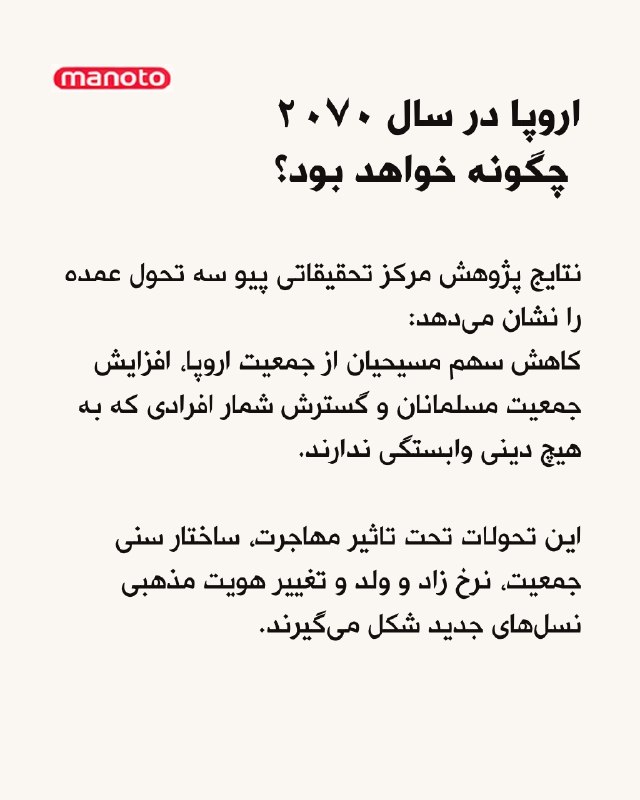 manoto
اروپا در سال ۲۰۷۰
چگونه خواهد بود؟
نتایج پژوهش مرکز تحقیقاتی پیو سه تحول عمده
را نشان می‌دهد:
کاهش سهم مسیحیان از جمعیت اروپا، افزایش
جمعیت مسلمانان و گسترش شمار افرادی که به
هیچ دینی وابستگی ندارند.
این تحولات تحت تاثیر مهاجرت، ساختار سنی
جمعیت، نرخ زاد و ولد و تغییر هویت مذهبی
نسل‌های جدید شکل می‌گیرند.